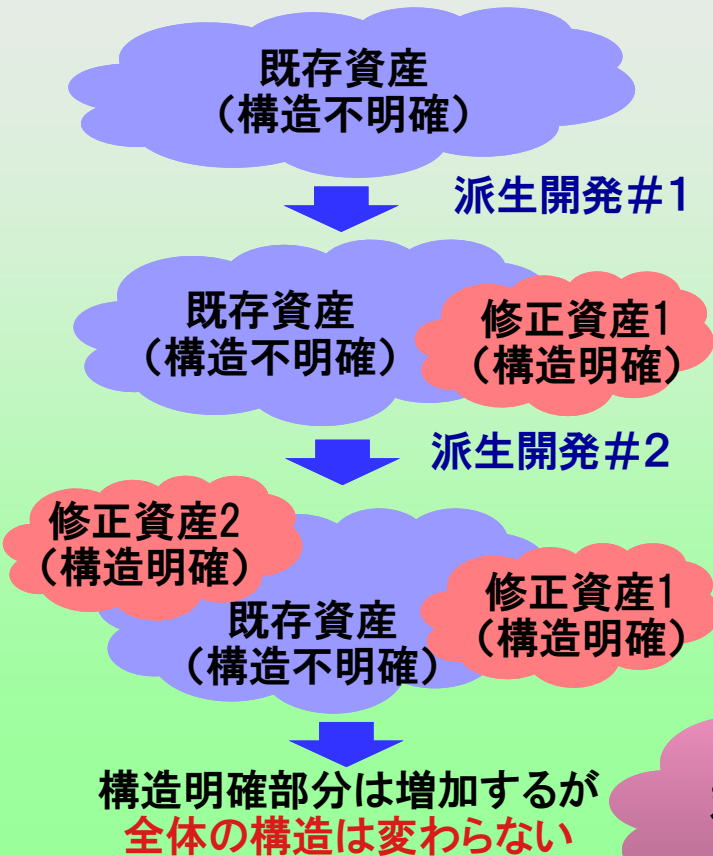 既存資産
（構造不明確）
派生開発＃1
既存資産
（構造不明確）
修正資産1
（構造明確）
派生開発＃2
修正資産2
（構造明確）
既存資産
（構造不明確）
修正資産1
（構造明確）
構造明確部分は増加するが
全体の構造は変わらない